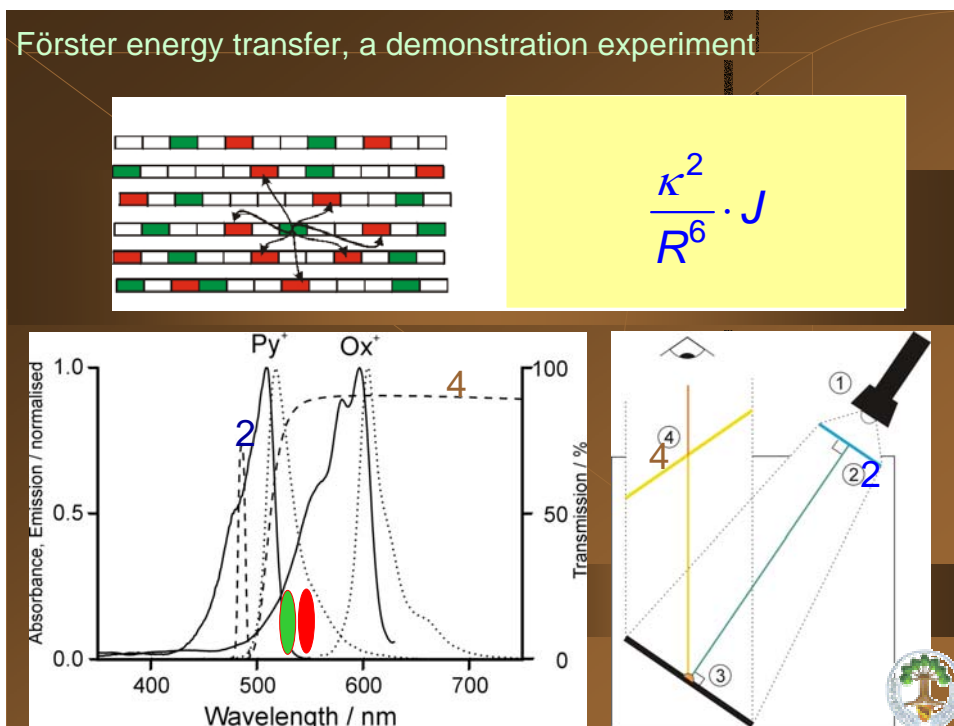 Förster energy transfer, a demonstration experiment
κ²
R⁶ · J
Py⁺ Ox⁺
Absorbance, Emission / normalised
1.0
0.5
0.0
2
4
100
50
0
Transmission / %
400 500 600 700
Wavelength / nm
①
④
4
②
2
③